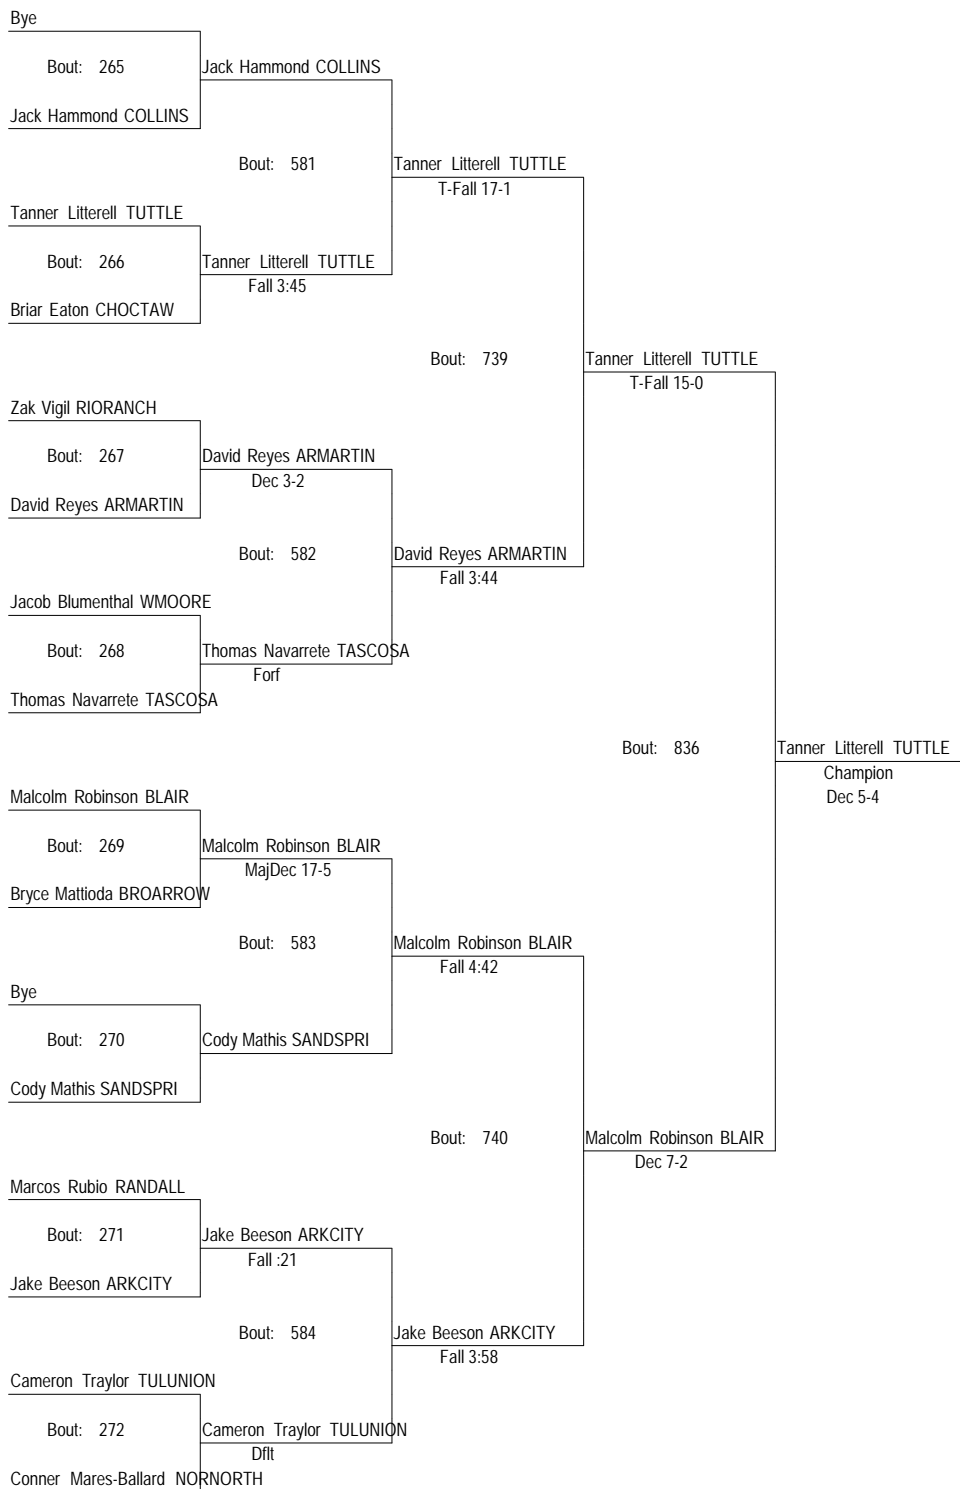 Bye
Bout: 265
Jack Hammond COLLINS
Jack Hammond COLLINS
Bout: 581
Tanner Litterell TUTTLE
T-Fall 17-1
Tanner Litterell TUTTLE
Bout: 266
Tanner Litterell TUTTLE
Fall 3:45
Briar Eaton CHOCTAW
Bout: 739
Tanner Litterell TUTTLE
T-Fall 15-0
Zak Vigil RIORANCH
Bout: 267
David Reyes ARMARTIN
Dec 3-2
David Reyes ARMARTIN
Bout: 582
David Reyes ARMARTIN
Fall 3:44
Jacob Blumenthal WMOORE
Bout: 268
Thomas Navarrete TASCOSA
Forf
Thomas Navarrete TASCOSA
Bout: 836
Tanner Litterell TUTTLE
Champion
Dec 5-4
Malcolm Robinson BLAIR
Bout: 269
Malcolm Robinson BLAIR
MajDec 17-5
Bryce Mattioda BROARROW
Bout: 583
Malcolm Robinson BLAIR
Fall 4:42
Bye
Bout: 270
Cody Mathis SANDSPRI
Cody Mathis SANDSPRI
Bout: 740
Malcolm Robinson BLAIR
Dec 7-2
Marcos Rubio RANDALL
Bout: 271
Jake Beeson ARKCITY
Fall :21
Jake Beeson ARKCITY
Bout: 584
Jake Beeson ARKCITY
Fall 3:58
Cameron Traylor TULUNION
Bout: 272
Cameron Traylor TULUNION
Dflt
Conner Mares-Ballard NORNORTH